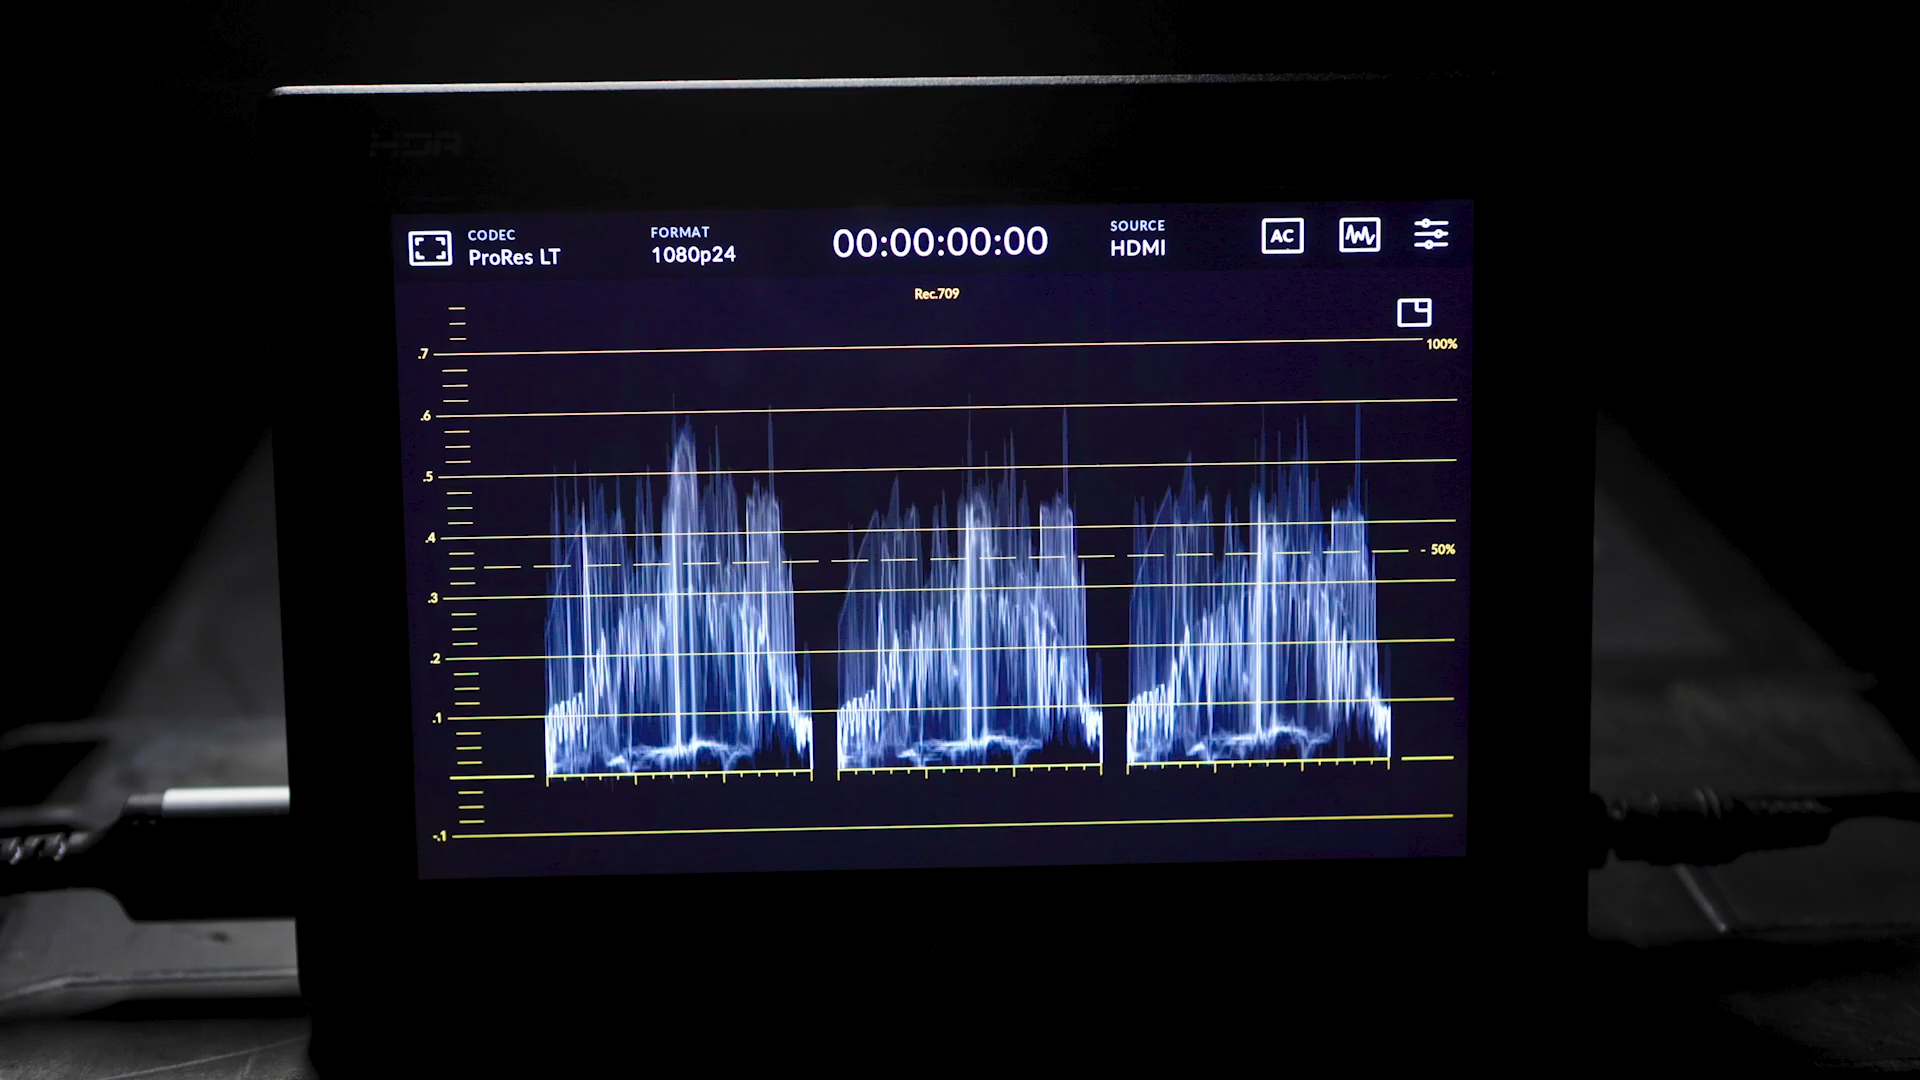 CODEC
ProRes LT
FORMAT
1080p24
00:00:00:00
SOURCE
HDMI
AC
Rec.709
.7
100%
.6
.5
.4
50%
.3
.2
.1
-.1